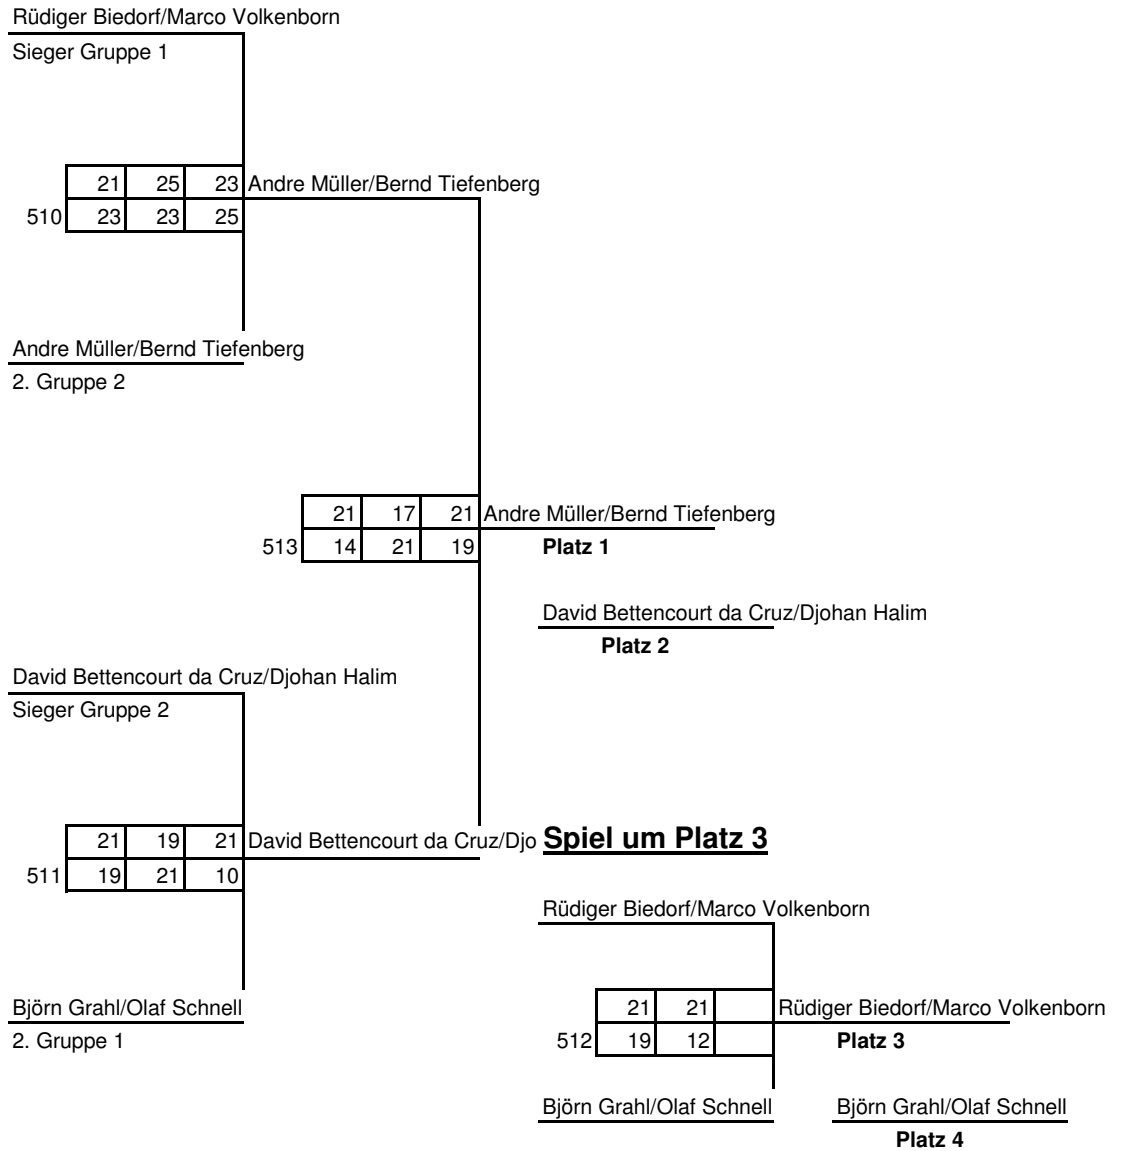 Rüdiger Biedorf/Marco Volkenborn
Sieger Gruppe 1
21 25 23 Andre Müller/Bernd Tiefenberg
510 23 23 25
Andre Müller/Bernd Tiefenberg
2. Gruppe 2
21 17 21 Andre Müller/Bernd Tiefenberg
513 14 21 19 Platz 1
David Bettencourt da Cruz/Djohan Halim
Platz 2
David Bettencourt da Cruz/Djohan Halim
Sieger Gruppe 2
21 19 21 David Bettencourt da Cruz/Djo Spiel um Platz 3
511 19 21 10
Rüdiger Biedorf/Marco Volkenborn
Björn Grahl/Olaf Schnell 21 21 Rüdiger Biedorf/Marco Volkenborn
2. Gruppe 1 512 19 12 Platz 3
Björn Grahl/Olaf Schnell Björn Grahl/Olaf Schnell
Platz 4